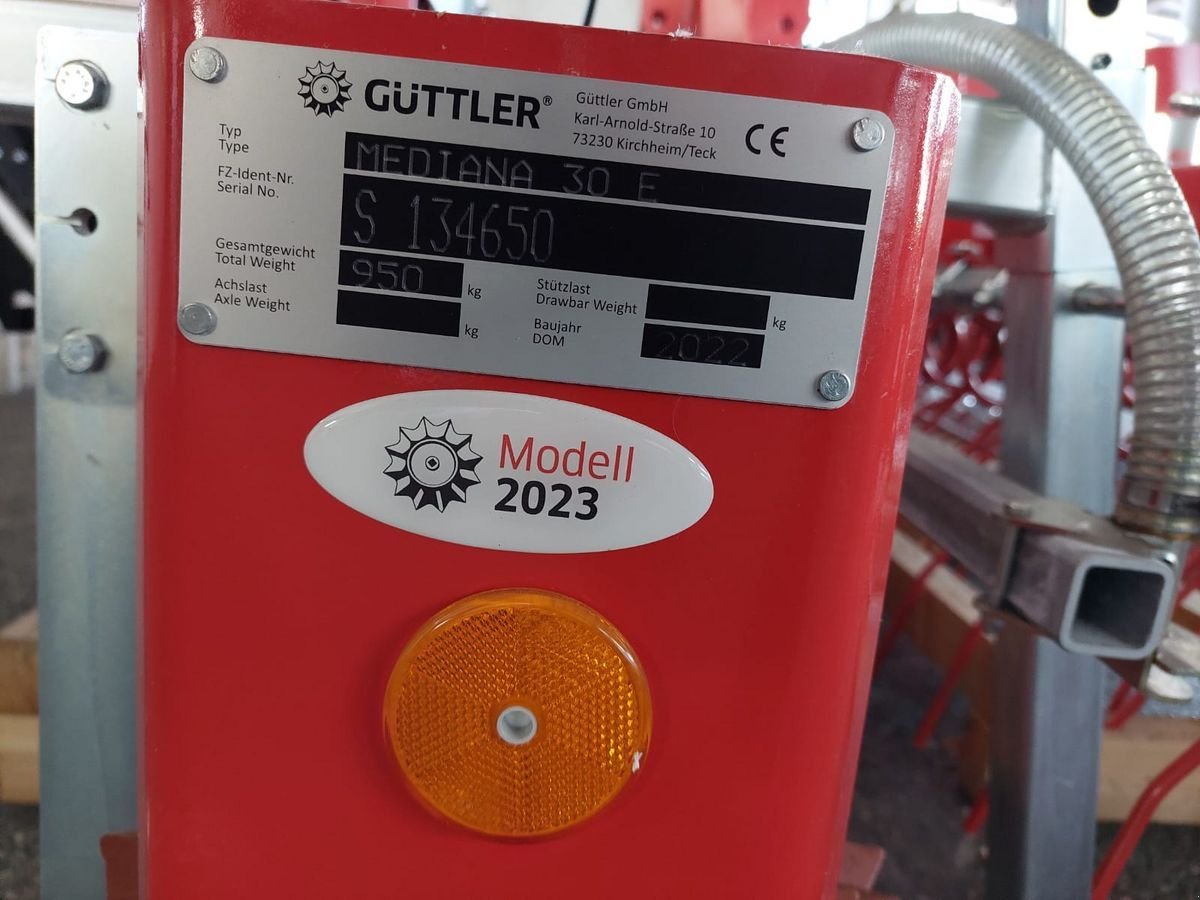 GÜTTLER®
Güttler GmbH
Karl-Arnold-Straße 10
73230 Kirchheim/Teck
CE
Typ
Type
MEDIANA 30 E
FZ-Ident-Nr.
Serial No.
S 134650
Gesamtgewicht
Total Weight
950 kg
Stützlast
Drawbar Weight
kg
Achslast
Axle Weight
kg
Baujahr
DOM
2022
Modell
2023